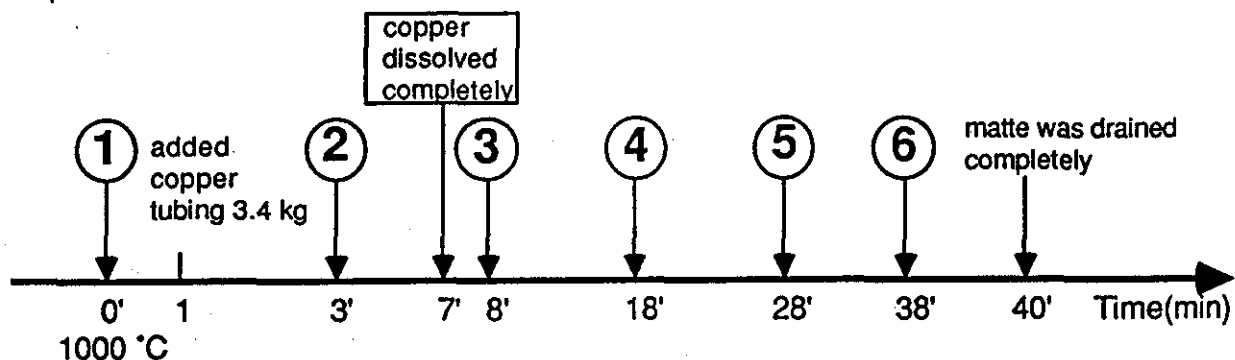 copper
dissolved
completely
1
added
copper
tubing 3.4 kg
2
3
4
5
6
matte was drained
completely
0' 1 3' 7' 8' 18' 28' 38' 40' Time(min)
1000 °C